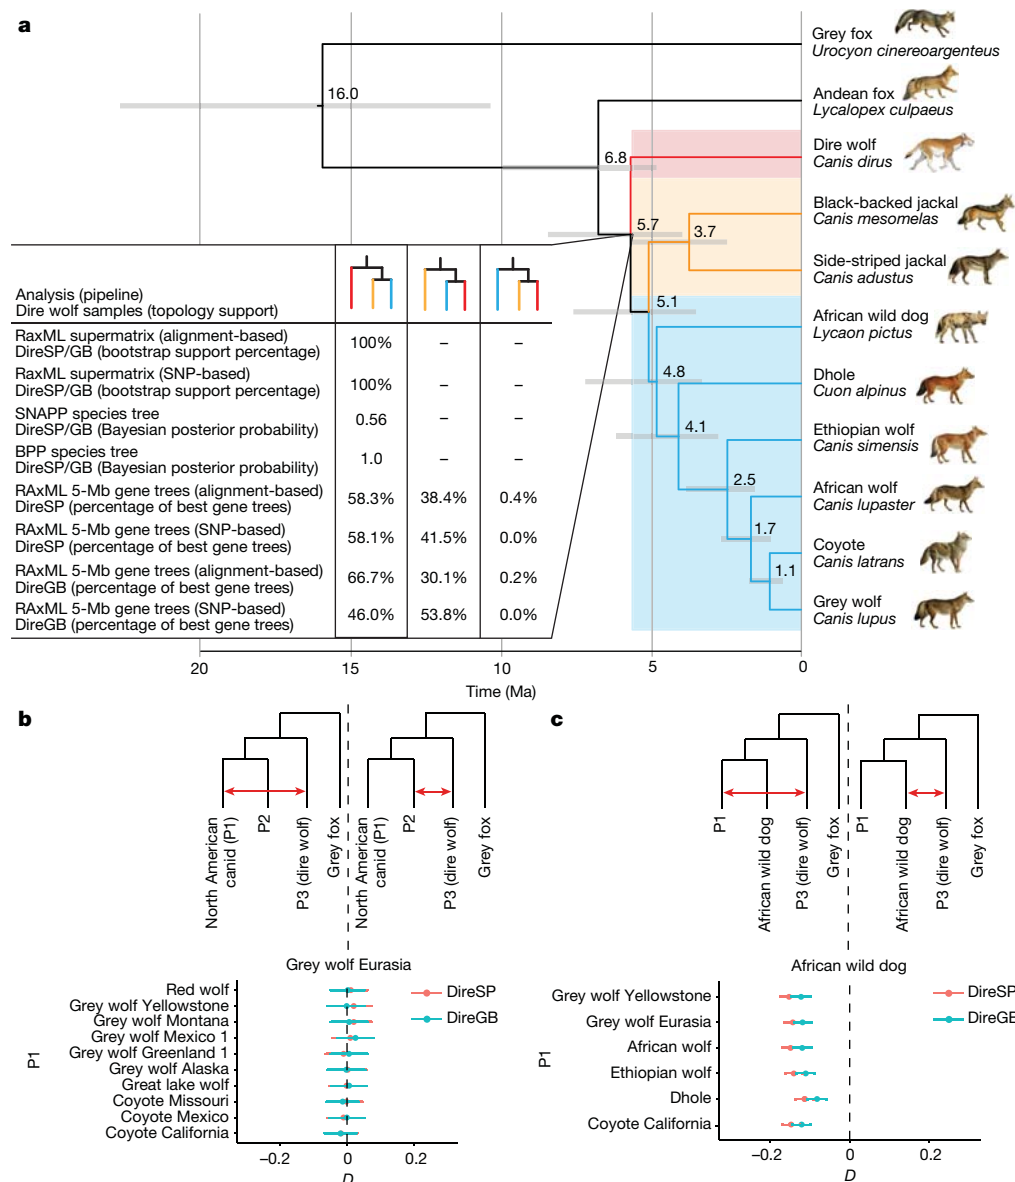 a
Grey fox
Urocyon cinereoargenteus
16.0
Andean fox
Lycalopex culpaeus
Dire wolf
Canis dirus
6.8
Black-backed jackal
Canis mesomelas
5.7
3.7
Side-striped jackal
Canis adustus
5.1
African wild dog
Lycaon pictus
4.8
Dhole
Cuon alpinus
4.1
Ethiopian wolf
Canis simensis
2.5
African wolf
Canis lupaster
1.7
Coyote
Canis latrans
1.1
Grey wolf
Canis lupus
Analysis (pipeline)
Dire wolf samples (topology support)
RaxML supermatrix (alignment-based)
DireSP/GB (bootstrap support percentage)
100% – –
RaxML supermatrix (SNP-based)
DireSP/GB (bootstrap support percentage)
100% – –
SNAPP species tree
DireSP/GB (Bayesian posterior probability)
0.56 – –
BPP species tree
DireSP/GB (Bayesian posterior probability)
1.0 – –
RAxML 5-Mb gene trees (alignment-based)
DireSP (percentage of best gene trees)
58.3% 38.4% 0.4%
RAxML 5-Mb gene trees (SNP-based)
DireSP (percentage of best gene trees)
58.1% 41.5% 0.0%
RAxML 5-Mb gene trees (alignment-based)
DireGB (percentage of best gene trees)
66.7% 30.1% 0.2%
RAxML 5-Mb gene trees (SNP-based)
DireGB (percentage of best gene trees)
46.0% 53.8% 0.0%
20 15 10 5 0
Time (Ma)
b
North American
canid (P1)
P2
P3 (dire wolf)
Grey fox
North American
canid (P1)
P2
P3 (dire wolf)
Grey fox
Grey wolf Eurasia
P1
Red wolf
Grey wolf Yellowstone
Grey wolf Montana
Grey wolf Mexico 1
Grey wolf Greenland 1
Grey wolf Alaska
Great lake wolf
Coyote Missouri
Coyote Mexico
Coyote California
DireSP
DireGB
−0.2 0 0.2
D
c
P1
African wild dog
P3 (dire wolf)
Grey fox
P1
African wild dog
P3 (dire wolf)
Grey fox
African wild dog
P1
Grey wolf Yellowstone
Grey wolf Eurasia
African wolf
Ethiopian wolf
Dhole
Coyote California
DireSP
DireGB
−0.2 0 0.2
D